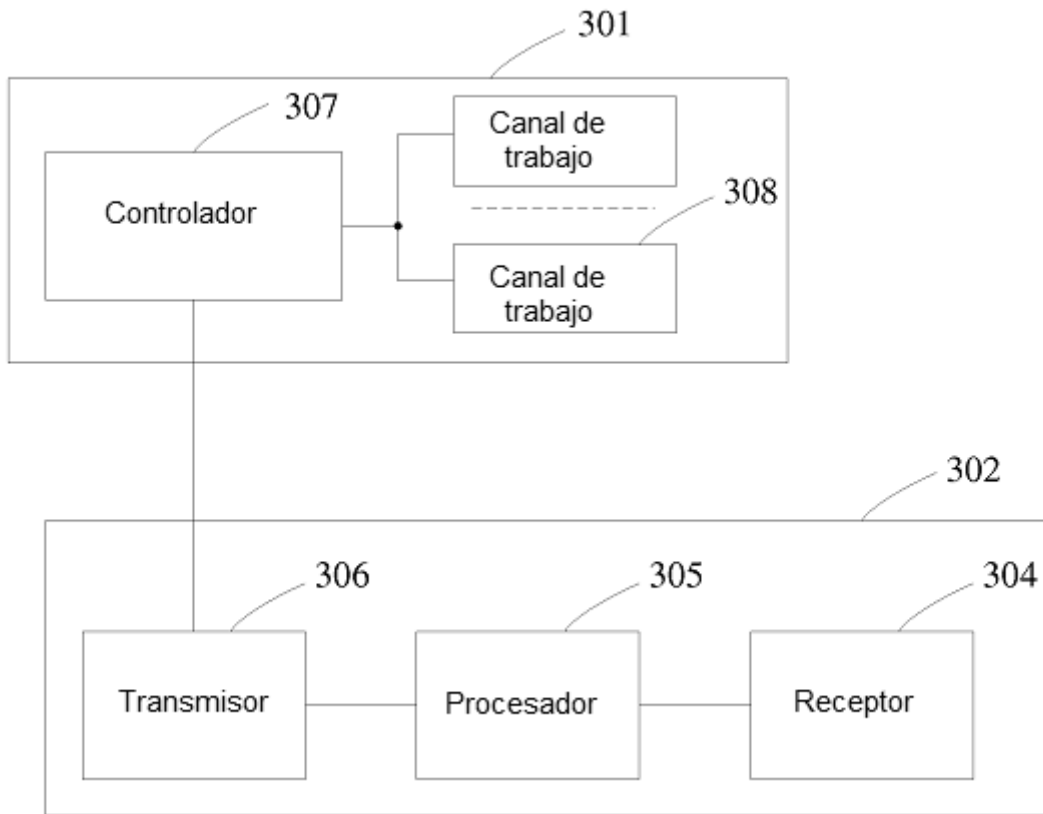 301
307
Controlador
Canal de
trabajo
308
Canal de
trabajo
302
306
305
304
Transmisor
Procesador
Receptor